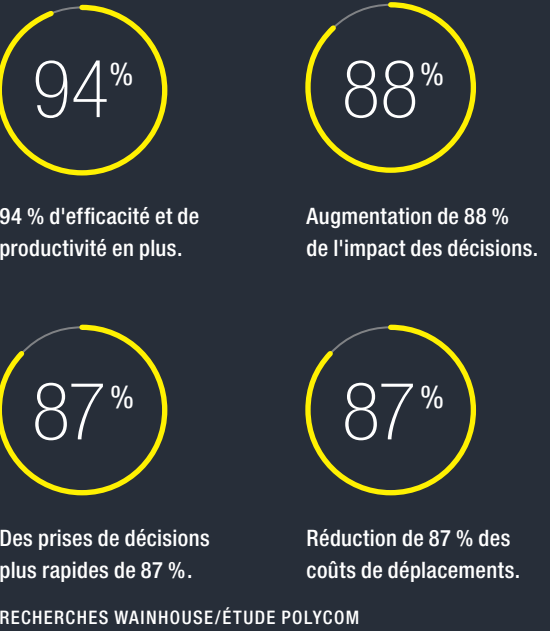 94%
88%
94 % d'efficacité et de
productivité en plus.
Augmentation de 88 %
de l'impact des décisions.
87%
87%
Des prises de décisions
plus rapides de 87 %.
Réduction de 87 % des
coûts de déplacements.
RECHERCHES WAINHOUSE/ÉTUDE POLYCOM